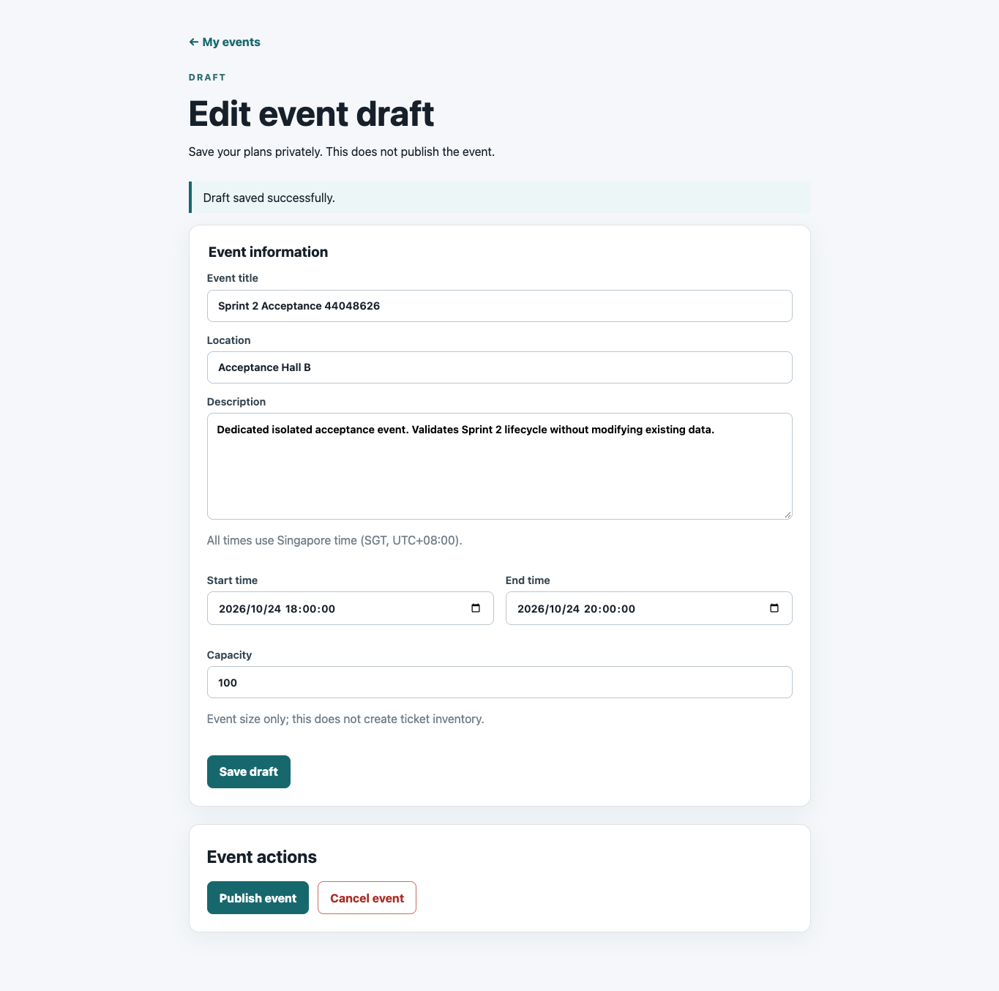 ← My events
DRAFT
Edit event draft
Save your plans privately. This does not publish the event.
Draft saved successfully.
Event information
Event title
Sprint 2 Acceptance 44048626
Location
Acceptance Hall B
Description
Dedicated isolated acceptance event. Validates Sprint 2 lifecycle without modifying existing data.
All times use Singapore time (SGT, UTC+08:00).
Start time
End time
2026/10/24 18:00:00
2026/10/24 20:00:00
Capacity
100
Event size only; this does not create ticket inventory.
Save draft
Event actions
Publish event
Cancel event